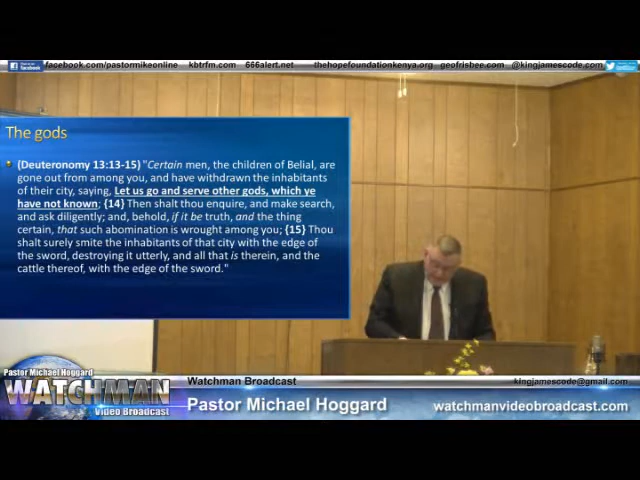 facebook.com/pastormikeonline kbtrfm.com 666alert.net thehopefoundationkenya.org geofrisbee.com @kingjamescode.com
The gods
{Deuteronomy 13:13-15} "Certain men, the children of Belial, are
gone out from among you, and have withdrawn the inhabitants
of their city, saying, Let us go and serve other gods, which ye
have not known; {14} Then shalt thou enquire, and make search,
and ask diligently; and, behold, if it be truth, and the thing
certain, that such abomination is wrought among you; {15} Thou
shalt surely smite the inhabitants of that city with the edge of
the sword, destroying it utterly, and all that is therein, and the
cattle thereof, with the edge of the sword."
Pastor Michael Hoggard
WATCHMAN
Video Broadcast
Watchman Broadcast
kingjamescode@gmail.com
Pastor Michael Hoggard
watchmanvideobroadcast.com